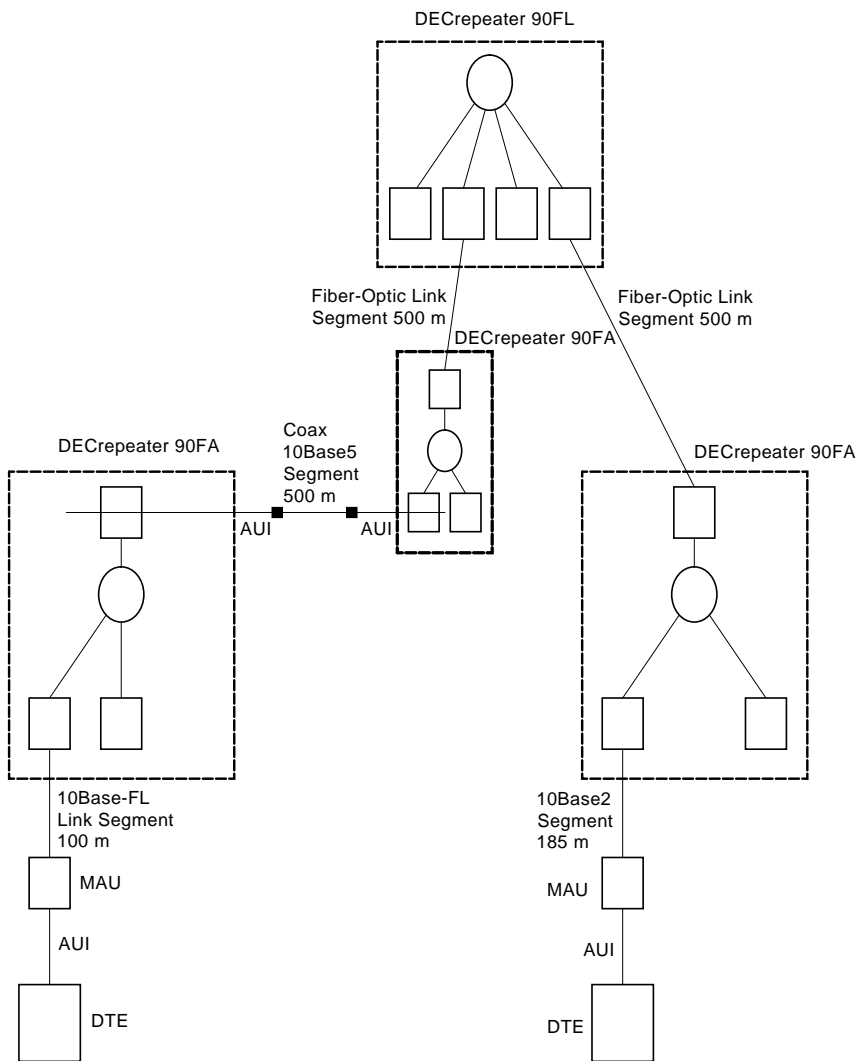 DECrepeater 90FL
Fiber-Optic Link
Segment 500 m
Fiber-Optic Link
Segment 500 m
DECrepeater 90FA
Coax
10Base5
Segment
500 m
DECrepeater 90FA
DECrepeater 90FA
AUI
AUI
10Base-FL
Link Segment
100 m
10Base2
Segment
185 m
MAU
MAU
AUI
AUI
DTE
DTE